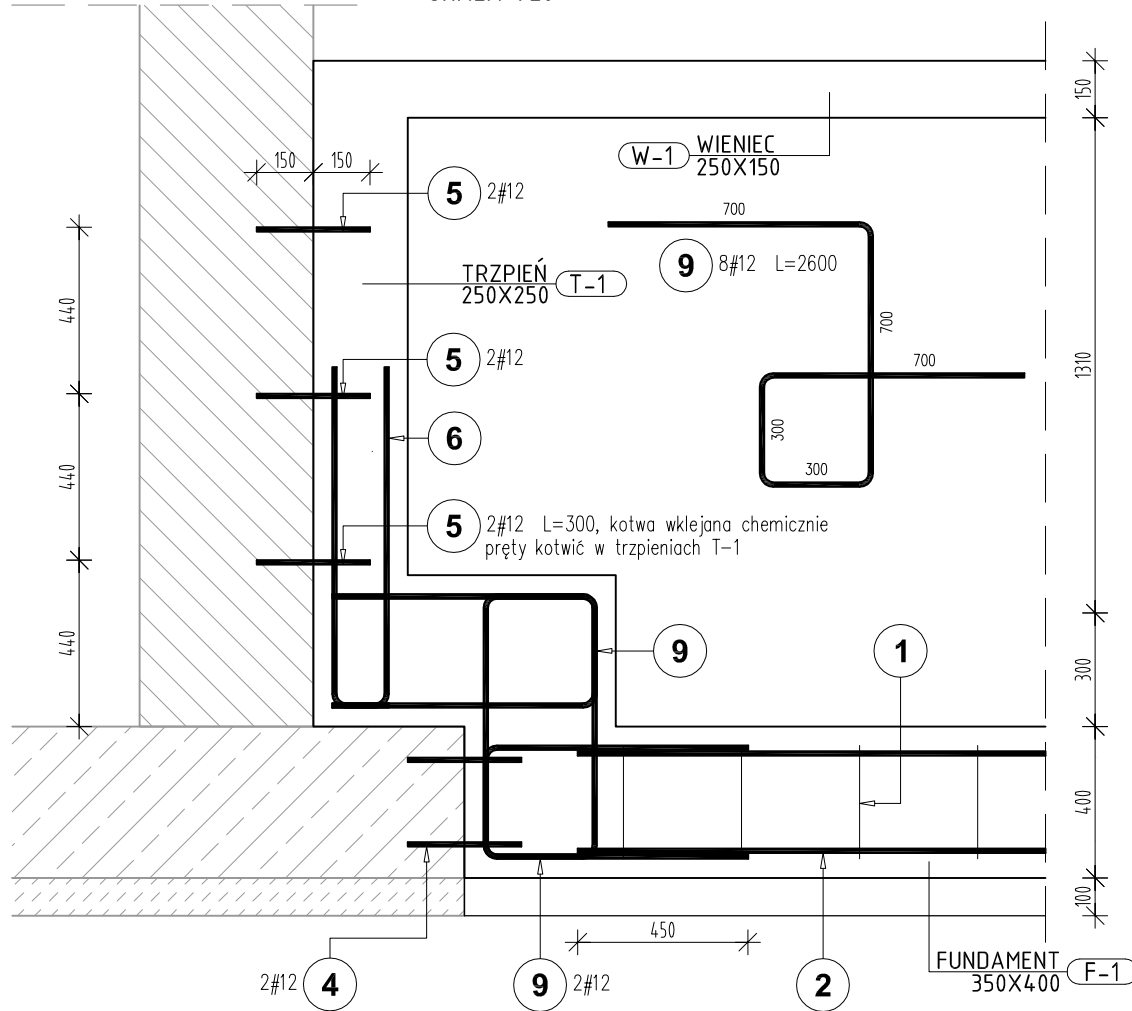 150
W-1 WIENIEC
250X150
150 150
5 2#12
700
9 8#12 L=2600
TRZPIEŃ T-1
250X250
440
700
5 2#12
700
1310
6
300
440
300
5 2#12 L=300, kotwa wklejana chemicznie
pręty kotwić w trzpieniach T-1
440
9
1
300
400
100
450
2#12 4
9 2#12
2
FUNDAMENT F-1
350X400